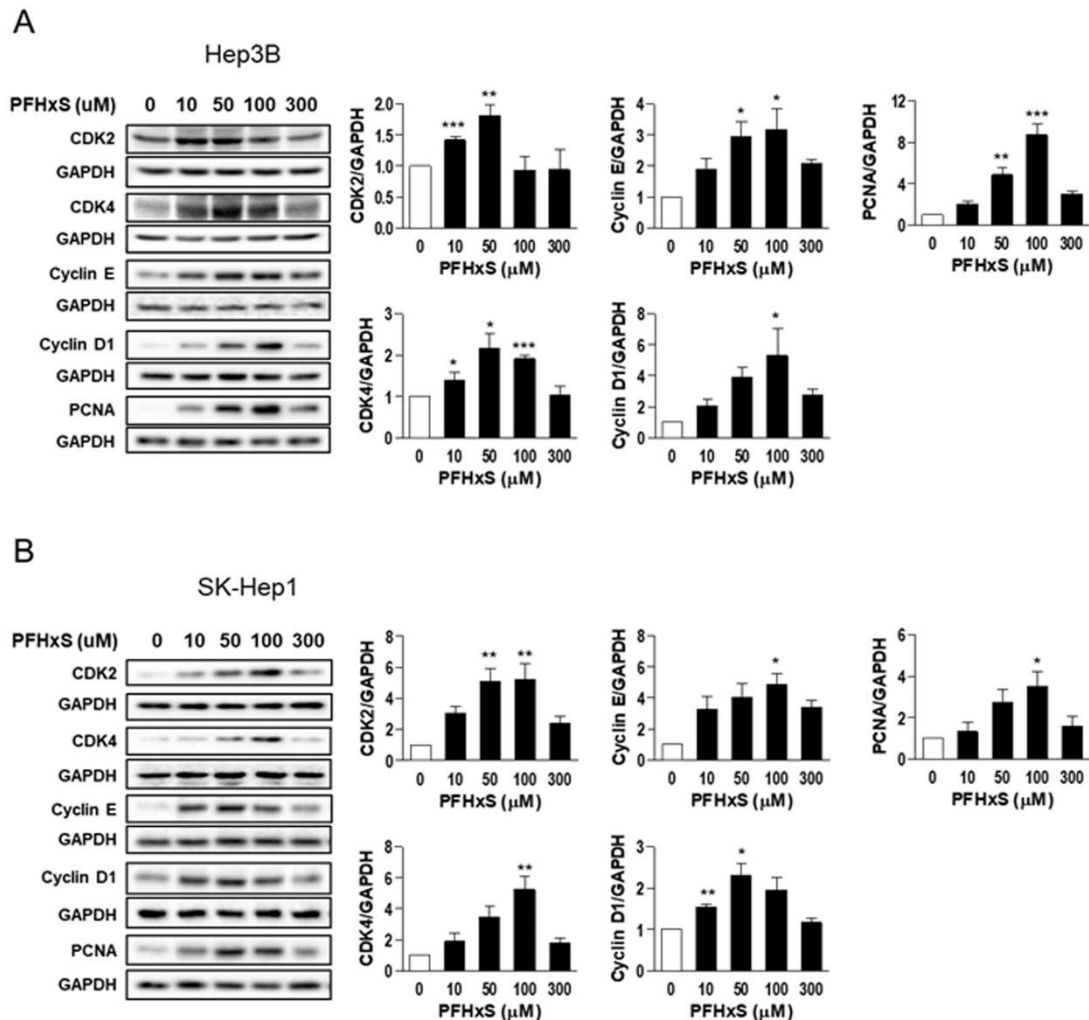 A
Hep3B
PFHxS (uM) 0 10 50 100 300
CDK2
GAPDH
CDK4
GAPDH
Cyclin E
GAPDH
Cyclin D1
GAPDH
PCNA
GAPDH
CDK2/GAPDH
2.0
1.5
1.0
0.5
0.0
*** **
0 10 50 100 300
PFHxS (μM)
Cyclin E/GAPDH
6
4
2
0
* *
0 10 50 100 300
PFHxS (μM)
PCNA/GAPDH
12
8
4
0
** ***
0 10 50 100 300
PFHxS (μM)
CDK4/GAPDH
3
2
1
0
* * ***
0 10 50 100 300
PFHxS (μM)
Cyclin D1/GAPDH
8
6
4
2
0
*
0 10 50 100 300
PFHxS (μM)
B
SK-Hep1
PFHxS (uM) 0 10 50 100 300
CDK2
GAPDH
CDK4
GAPDH
Cyclin E
GAPDH
Cyclin D1
GAPDH
PCNA
GAPDH
CDK2/GAPDH
8
6
4
2
0
** **
0 10 50 100 300
PFHxS (μM)
Cyclin E/GAPDH
8
6
4
2
0
*
0 10 50 100 300
PFHxS (μM)
PCNA/GAPDH
6
4
2
0
*
0 10 50 100 300
PFHxS (μM)
CDK4/GAPDH
8
6
4
2
0
**
0 10 50 100 300
PFHxS (μM)
Cyclin D1/GAPDH
3
2
1
0
** *
0 10 50 100 300
PFHxS (μM)